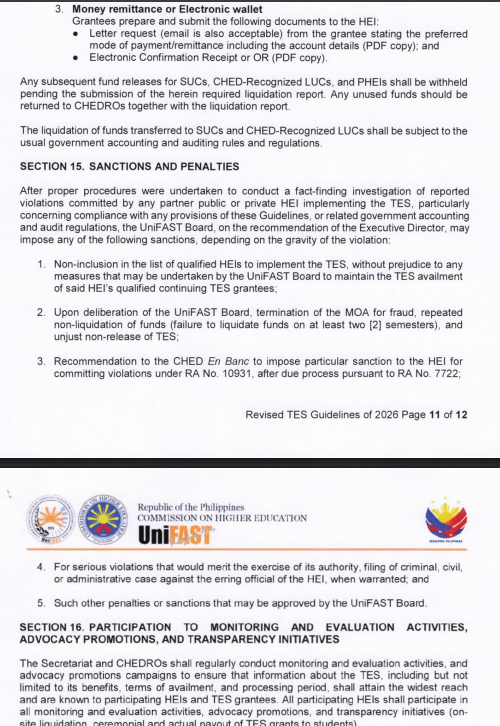 3. Money remittance or Electronic wallet
Grantees prepare and submit the following documents to the HEI:
● Letter request (email is also acceptable) from the grantee stating the preferred
mode of payment/remittance including the account details (PDF copy); and
● Electronic Confirmation Receipt or OR (PDF copy).
Any subsequent fund releases for SUCs, CHED-Recognized LUCs, and PHEIs shall be withheld
pending the submission of the herein required liquidation report. Any unused funds should be
returned to CHEDROs together with the liquidation report.
The liquidation of funds transferred to SUCs and CHED-Recognized LUCs shall be subject to the
usual government accounting and auditing rules and regulations.
SECTION 15. SANCTIONS AND PENALTIES
After proper procedures were undertaken to conduct a fact-finding investigation of reported
violations committed by any partner public or private HEI implementing the TES, particularly
concerning compliance with any provisions of these Guidelines, or related government accounting
and audit regulations, the UniFAST Board, on the recommendation of the Executive Director, may
impose any of the following sanctions, depending on the gravity of the violation:
1. Non-inclusion in the list of qualified HEIs to implement the TES, without prejudice to any
measures that may be undertaken by the UniFAST Board to maintain the TES availment
of said HEI's qualified continuing TES grantees;
2. Upon deliberation of the UniFAST Board, termination of the MOA for fraud, repeated
non-liquidation of funds (failure to liquidate funds on at least two [2] semesters), and
unjust non-release of TES;
3. Recommendation to the CHED En Banc to impose particular sanction to the HEI for
committing violations under RA No. 10931, after due process pursuant to RA No. 7722;
Revised TES Guidelines of 2026 Page 11 of 12
Republic of the Philippines
COMMISSION ON HIGHER EDUCATION
UniFAST
4. For serious violations that would merit the exercise of its authority, filing of criminal, civil,
or administrative case against the erring official of the HEI, when warranted; and
5. Such other penalties or sanctions that may be approved by the UniFAST Board.
SECTION 16. PARTICIPATION TO MONITORING AND EVALUATION ACTIVITIES,
ADVOCACY PROMOTIONS, AND TRANSPARENCY INITIATIVES
The Secretariat and CHEDROs shall regularly conduct monitoring and evaluation activities, and
advocacy promotions campaigns to ensure that information about the TES, including but not
limited to its benefits, terms of availment, and processing period, shall attain the widest reach
and are known to participating HEIs and TES grantees. All participating HEIs shall participate in
all monitoring and evaluation activities, advocacy promotions, and transparency initiatives (on-
site liquidation, ceremonial and actual payout of TES grants to students).